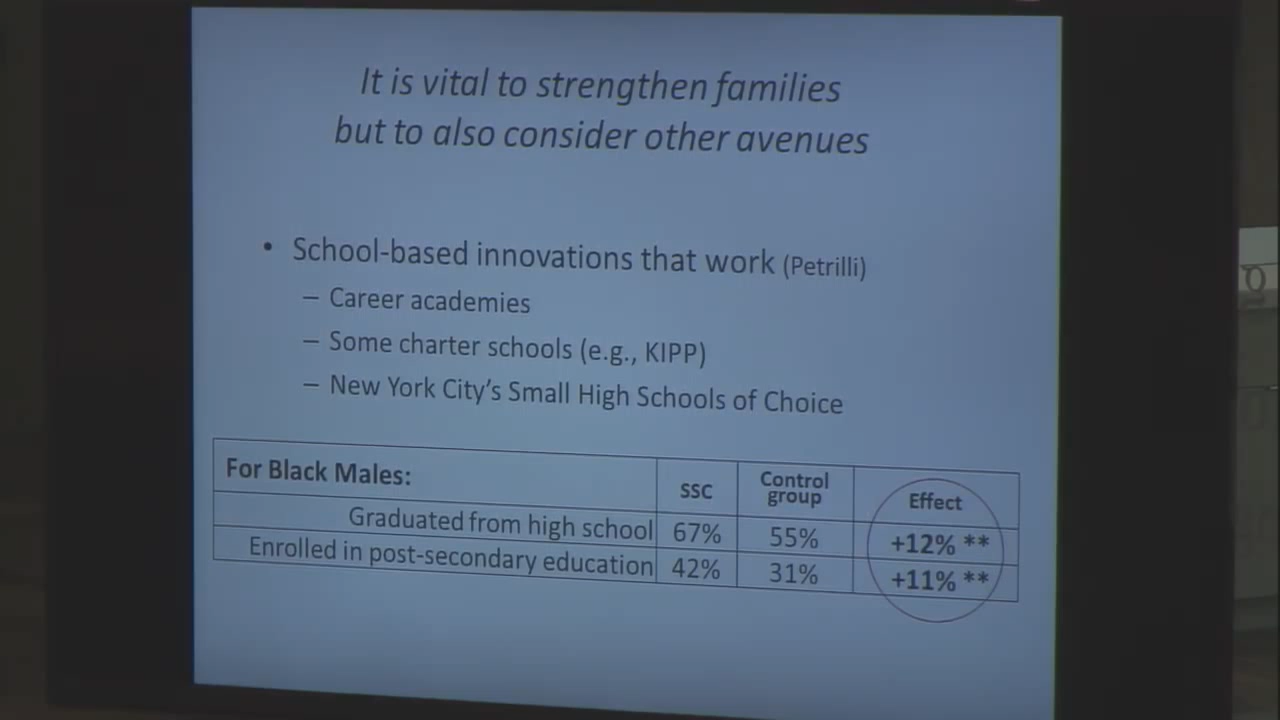 It is vital to strengthen families
but to also consider other avenues
• School-based innovations that work (Petrilli)
– Career academies
– Some charter schools (e.g., KIPP)
– New York City's Small High Schools of Choice
For Black Males: SSC Control group Effect
Graduated from high school 67% 55% +12% **
Enrolled in post-secondary education 42% 31% +11% **